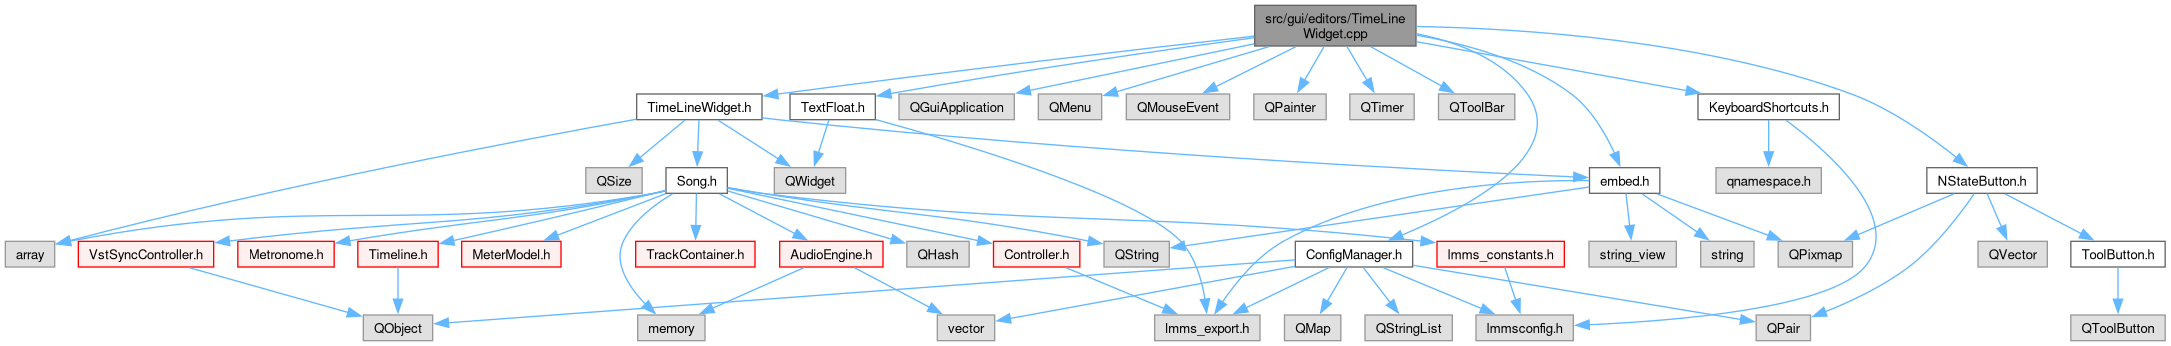 src/gui/editors/TimeLine
Widget.cpp
TimeLineWidget.h
TextFloat.h
QGuiApplication
QMenu
QMouseEvent
QPainter
QTimer
QToolBar
KeyboardShortcuts.h
QSize
Song.h
QWidget
embed.h
qnamespace.h
NStateButton.h
array
VstSyncController.h
Metronome.h
Timeline.h
MeterModel.h
TrackContainer.h
AudioEngine.h
QHash
Controller.h
QString
ConfigManager.h
lmms_constants.h
string_view
string
QPixmap
QVector
ToolButton.h
QObject
memory
vector
lmms_export.h
QMap
QStringList
lmmsconfig.h
QPair
QToolButton